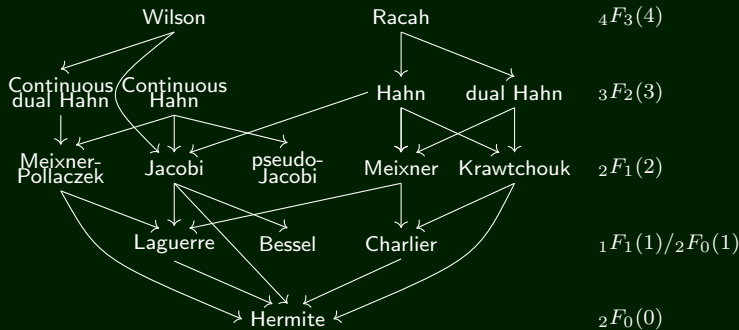 Wilson Racah ₄F₃(4)
Continuous dual Hahn Continuous Hahn Hahn dual Hahn ₃F₂(3)
Meixner-Pollaczek Jacobi pseudo-Jacobi Meixner Krawtchouk ₂F₁(2)
Laguerre Bessel Charlier ₁F₁(1)/₂F₀(1)
Hermite ₂F₀(0)